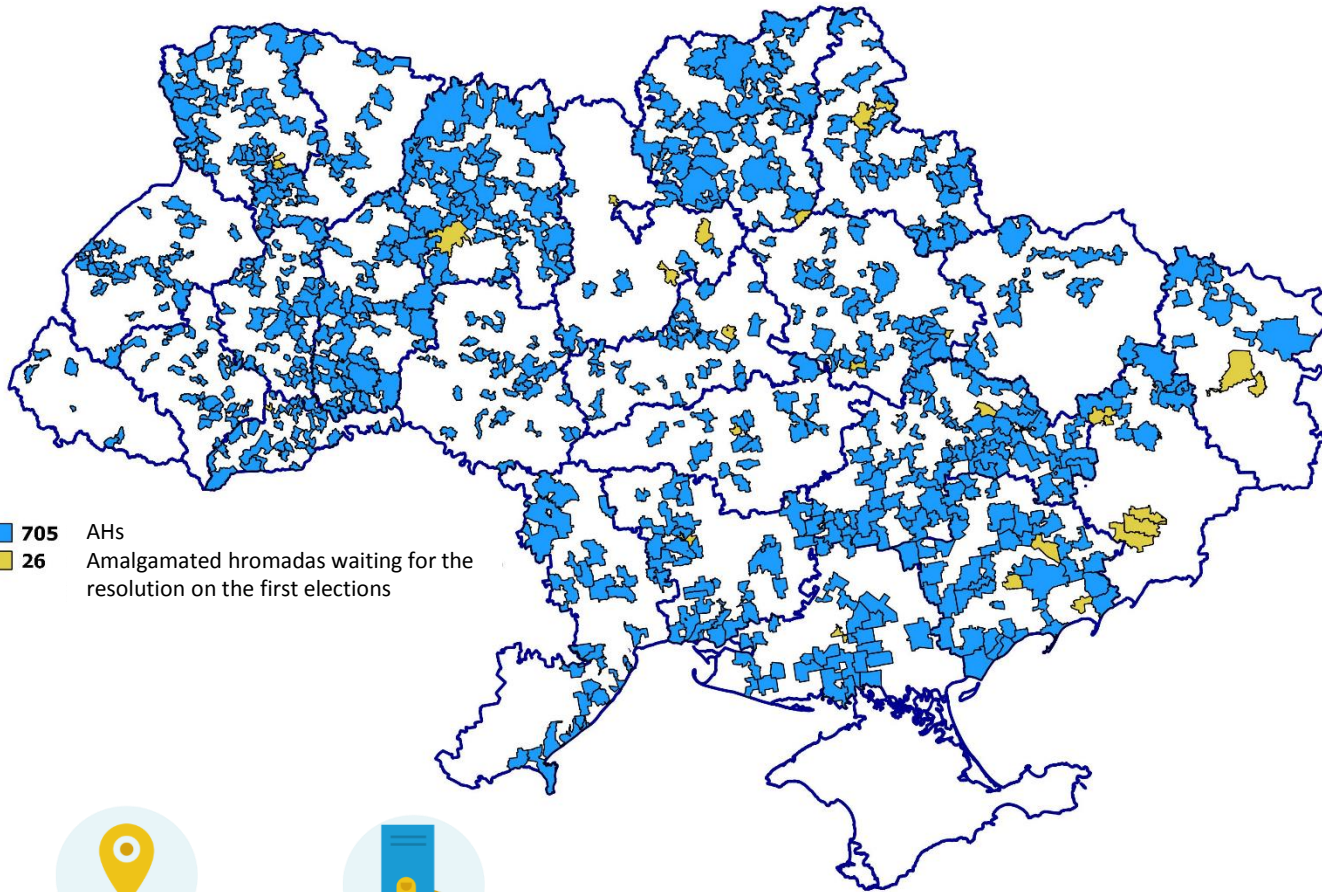 705 AHs
26 Amalgamated hromadas waiting for the
resolution on the first elections